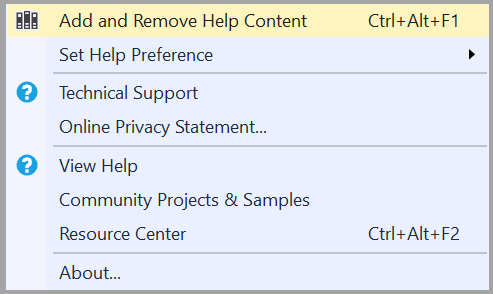 Add and Remove Help Content Ctrl+Alt+F1
Set Help Preference
Technical Support
Online Privacy Statement...
View Help
Community Projects & Samples
Resource Center Ctrl+Alt+F2
About...